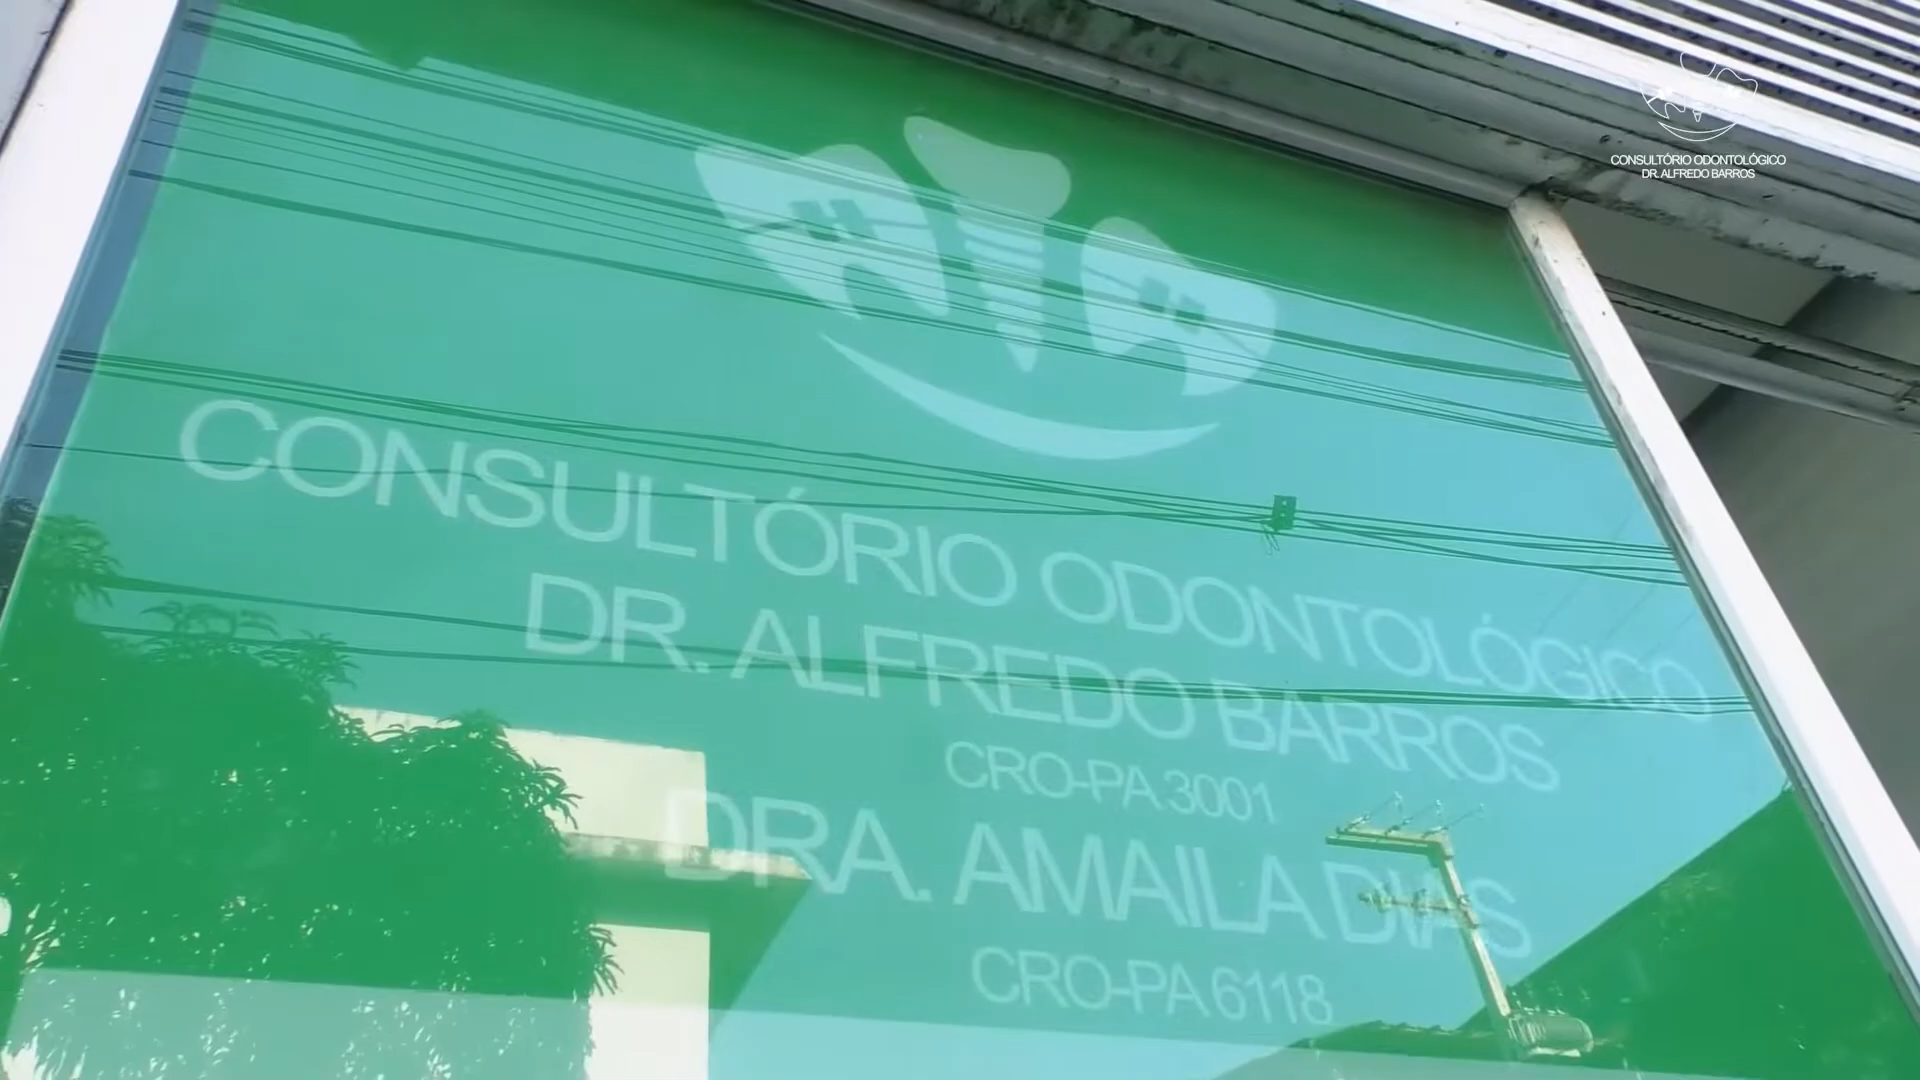 CONSULTÓRIO ODONTOLÓGICO
DR. ALFREDO BARROS
CONSULTÓRIO ODONTOLÓGICO
DR. ALFREDO BARROS
CRO-PA 3001
DRA. AMAILA DIAS
CRO-PA 6118